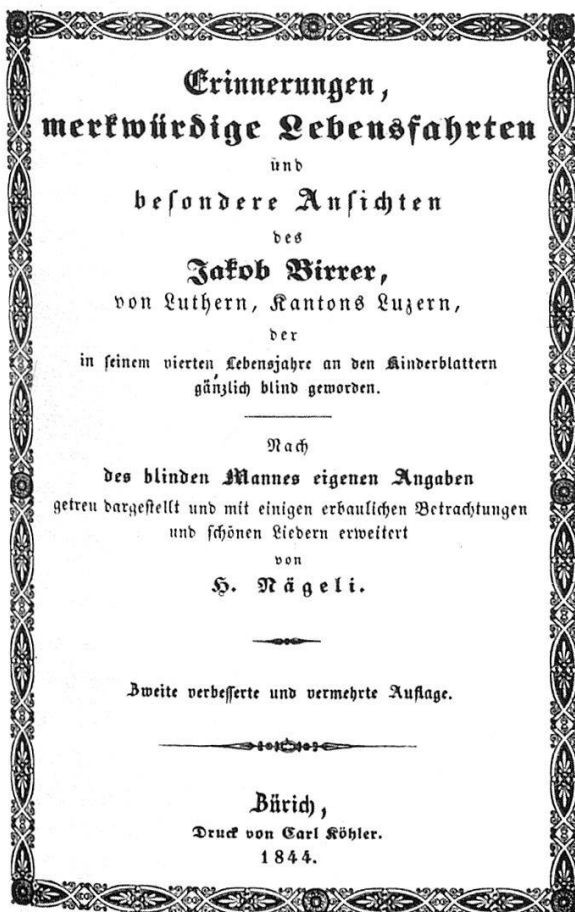 Erinnerungen,
merkwürdige Lebensfahrten
und
besondere Ansichten
des
Jakob Birrer,
von Luthern, Kantons Luzern,
der
in seinem vierten Lebensjahre an den Kinderblattern
gänzlich blind geworden.
Nach
des blinden Mannes eigenen Angaben
getreu dargestellt und mit einigen erbaulichen Betrachtungen
und schönen Liedern erweitert
von
H. Nägeli.
Zweite verbesserte und vermehrte Auflage.
Zürich,
Druck von Carl Köhler.
1844.